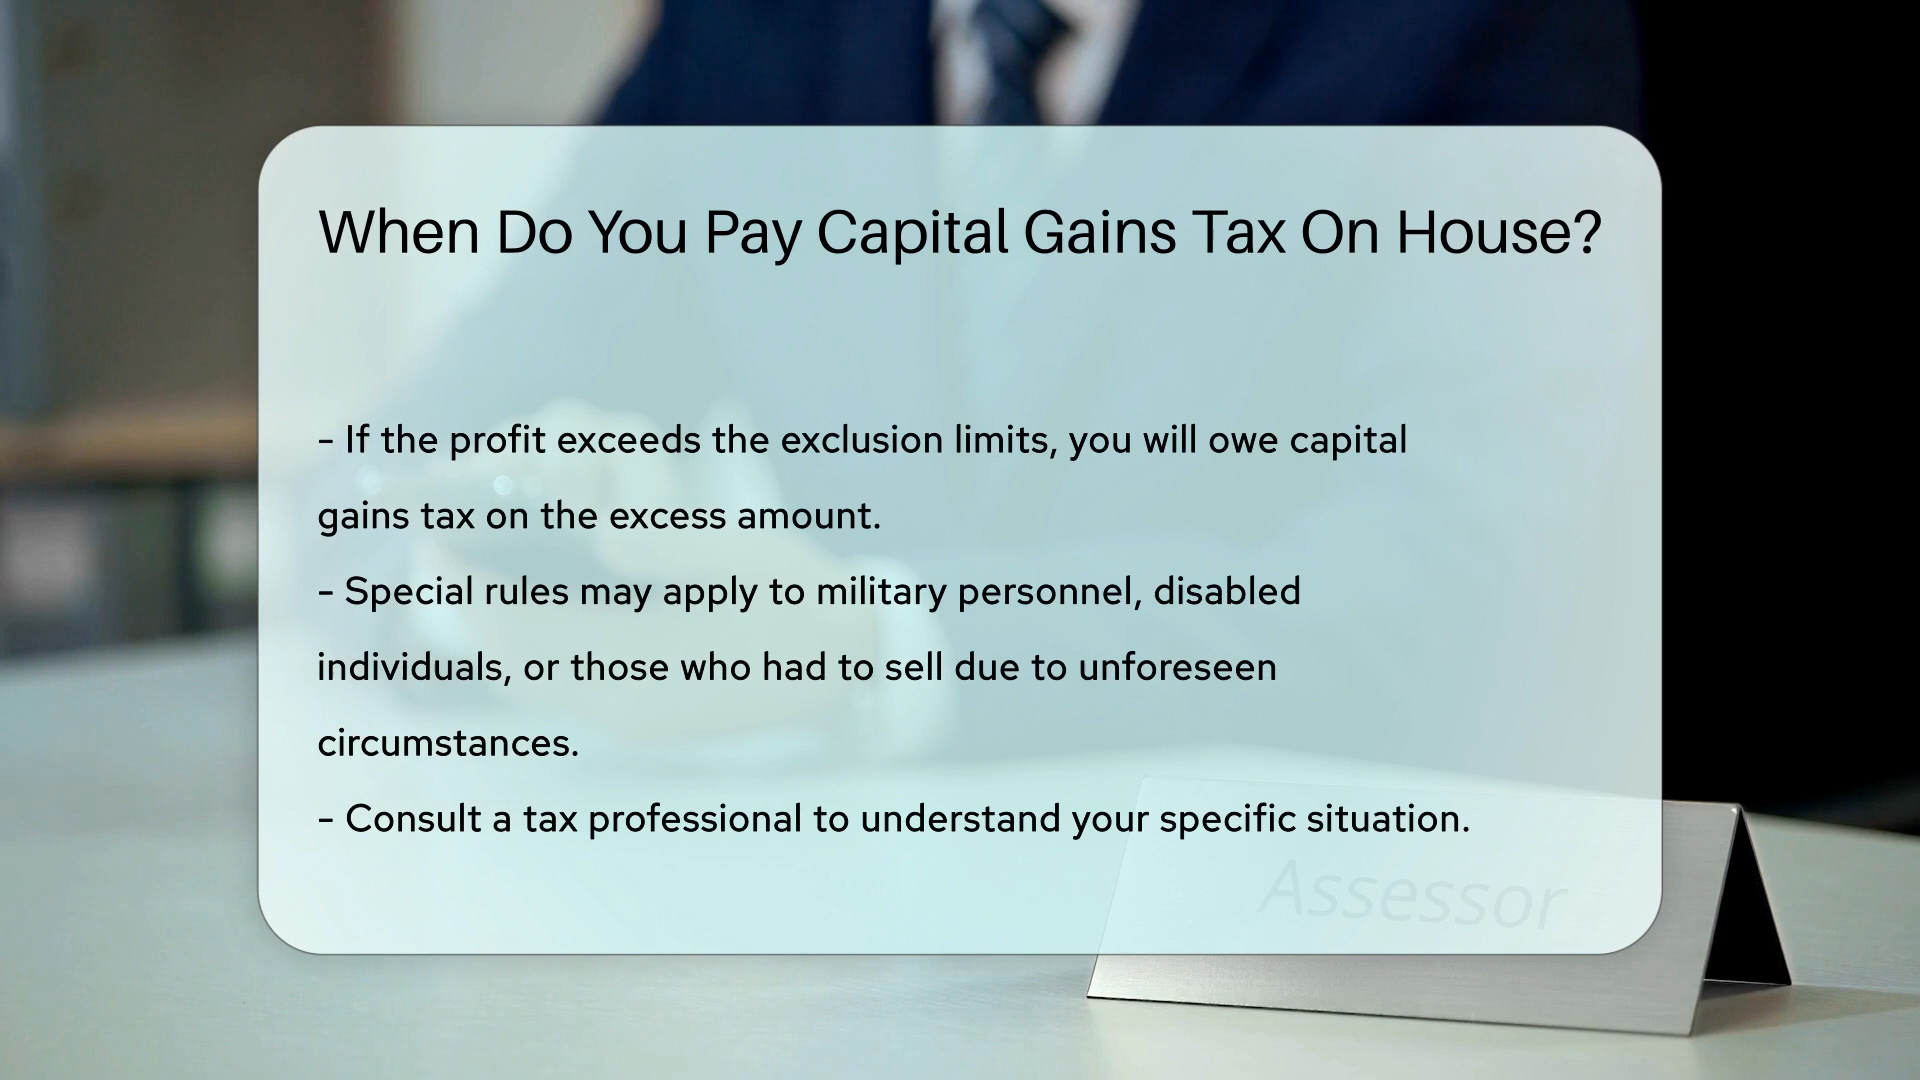 When Do You Pay Capital Gains Tax On House?
- If the profit exceeds the exclusion limits, you will owe capital
gains tax on the excess amount.
- Special rules may apply to military personnel, disabled
individuals, or those who had to sell due to unforeseen
circumstances.
- Consult a tax professional to understand your specific situation.
Assessor